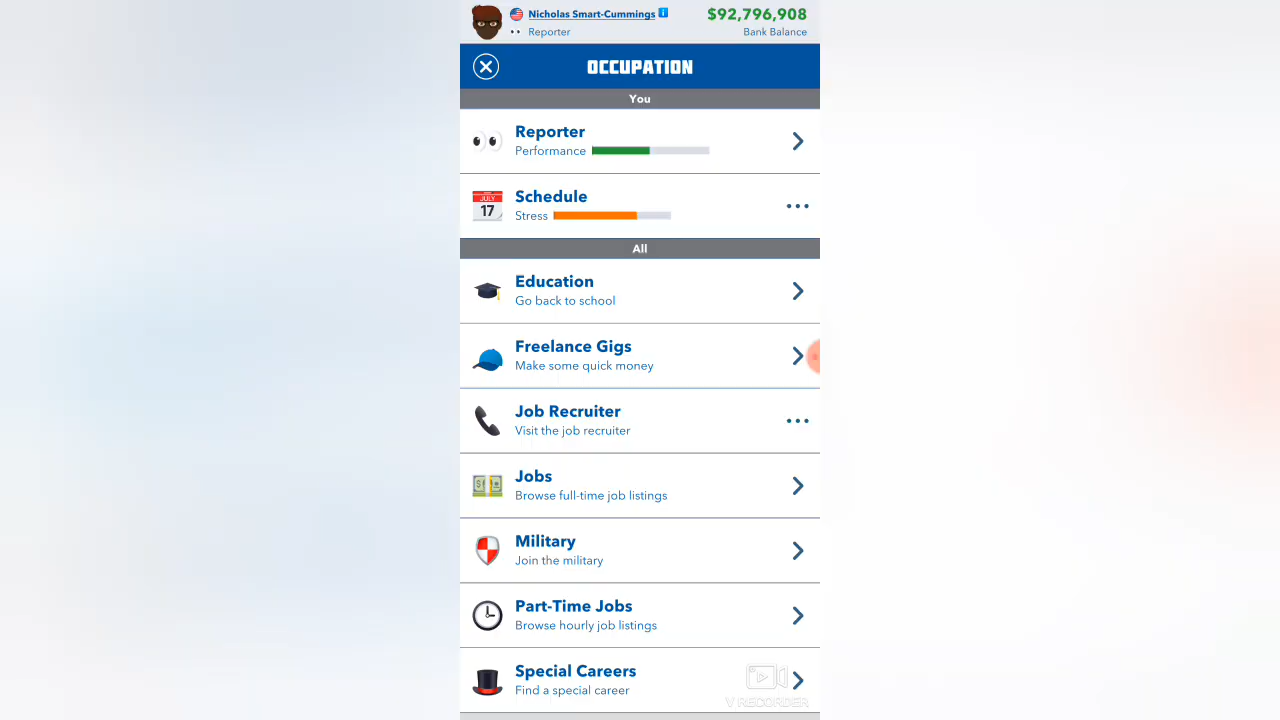 Nicholas Smart-Cummings
$92,796,908
Reporter
Bank Balance
OCCUPATION
You
Reporter
Performance
JULY
17
Schedule
Stress
All
Education
Go back to school
Freelance Gigs
Make some quick money
Job Recruiter
Visit the job recruiter
Jobs
Browse full-time job listings
Military
Join the military
Part-Time Jobs
Browse hourly job listings
Special Careers
Find a special career
V RECORDER